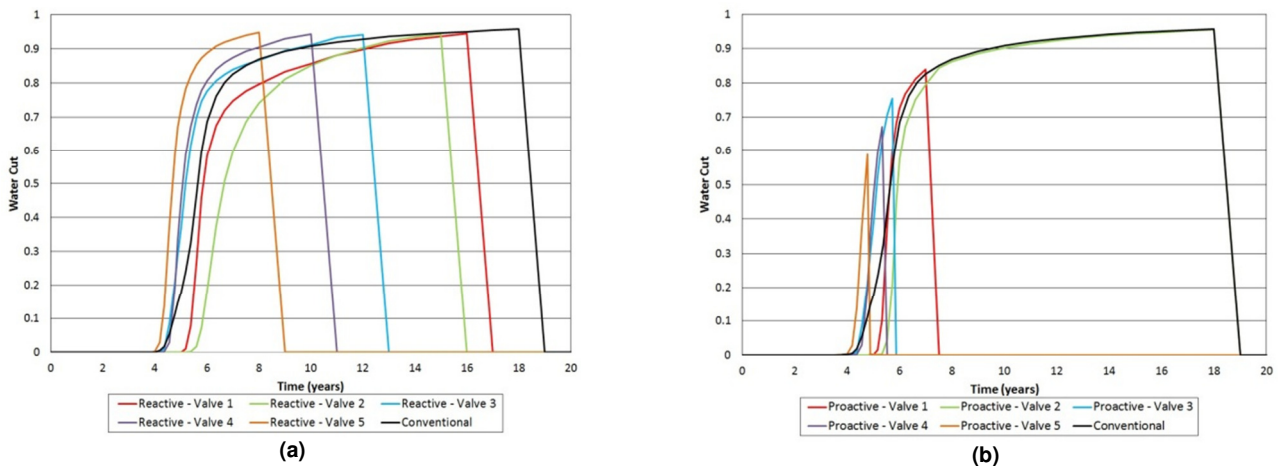 1
0.9
0.8
0.7
0.6
0.5
0.4
0.3
0.2
0.1
0
Water Cut
0 2 4 6 8 10 12 14 16 18 20
Time (years)
Reactive - Valve 1 Reactive - Valve 2 Reactive - Valve 3
Reactive - Valve 4 Reactive - Valve 5 Conventional
(a)
1
0.9
0.8
0.7
0.6
0.5
0.4
0.3
0.2
0.1
0
Water Cut
0 2 4 6 8 10 12 14 16 18 20
Time (years)
Proactive - Valve 1 Proactive - Valve 2 Proactive - Valve 3
Proactive - Valve 4 Proactive - Valve 5 Conventional
(b)